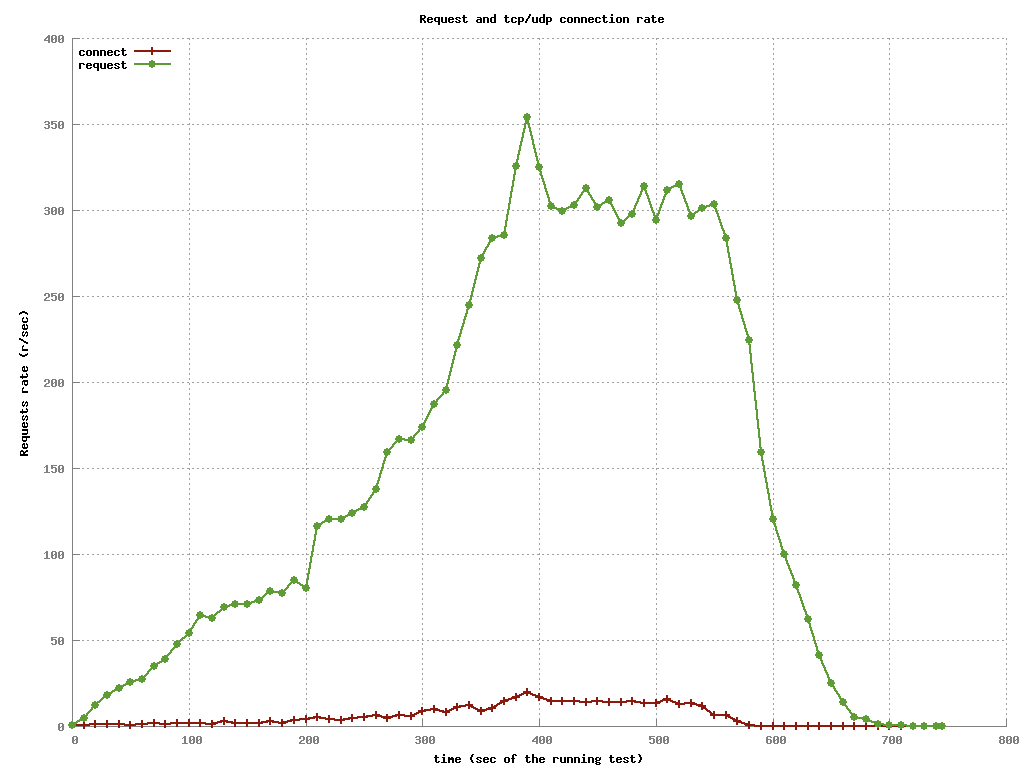 Request and tcp/udp connection rate
400
connect
request
350
300
250
200
150
100
50
0
Requests rate (r/sec)
0 100 200 300 400 500 600 700 800
time (sec of the running test)